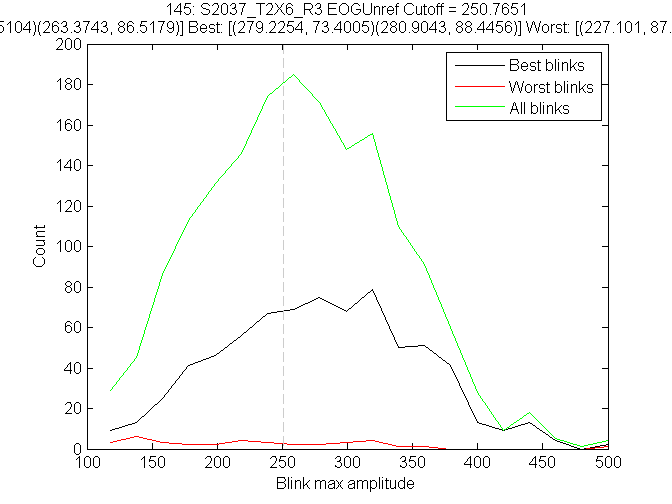 145: S2037_T2X6_R3 EOGUnref Cutoff = 250.7651
5104)(263.3743, 86.5179)] Best: [(279.2254, 73.4005)(280.9043, 88.4456)] Worst: [(227.101, 87.
200
180
160
140
120
100
80
60
40
20
0
Count
Best blinks
Worst blinks
All blinks
100 150 200 250 300 350 400 450 500
Blink max amplitude